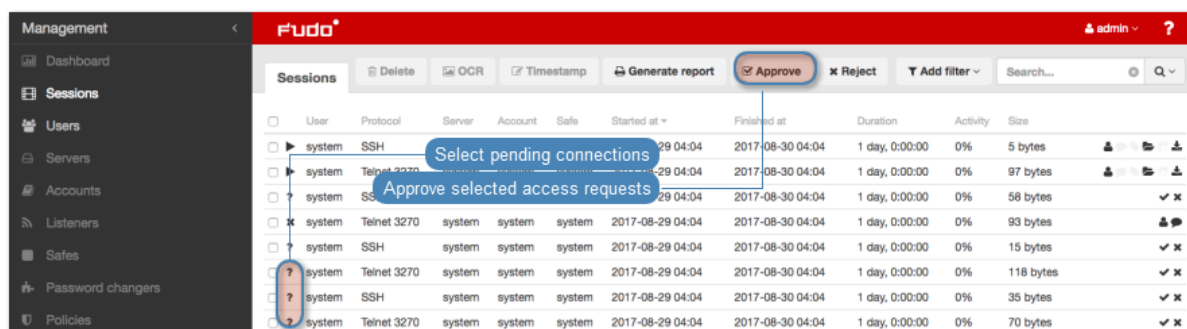 Management Fudo admin ?
Dashboard
Sessions Delete OCR Timestamp Generate report Approve Reject Add filter Search...
Sessions
Users User Protocol Server Account Safe Started at Finished at Duration Activity Size
system SSH 29 04:04 2017-08-30 04:04 1 day, 0:00:00 0% 5 bytes
Select pending connections
Servers
system Telnet 3270 2017-08-29 04:04 2017-08-30 04:04 1 day, 0:00:00 0% 97 bytes
Approve selected access requests
Accounts
? system 29 04:04 2017-08-30 04:04 1 day, 0:00:00 0% 58 bytes
Listeners system Telnet 3270 system system system 2017-08-29 04:04 2017-08-30 04:04 1 day, 0:00:00 0% 93 bytes
Safes ? system SSH system system system 2017-08-29 04:04 2017-08-30 04:04 1 day, 0:00:00 0% 15 bytes
? system Telnet 3270 system system system 2017-08-29 04:04 2017-08-30 04:04 1 day, 0:00:00 0% 118 bytes
Password changers
? system SSH system system system 2017-08-29 04:04 2017-08-30 04:04 1 day, 0:00:00 0% 35 bytes
Policies ? system Telnet 3270 system system system 2017-08-29 04:04 2017-08-30 04:04 1 day, 0:00:00 0% 70 bytes